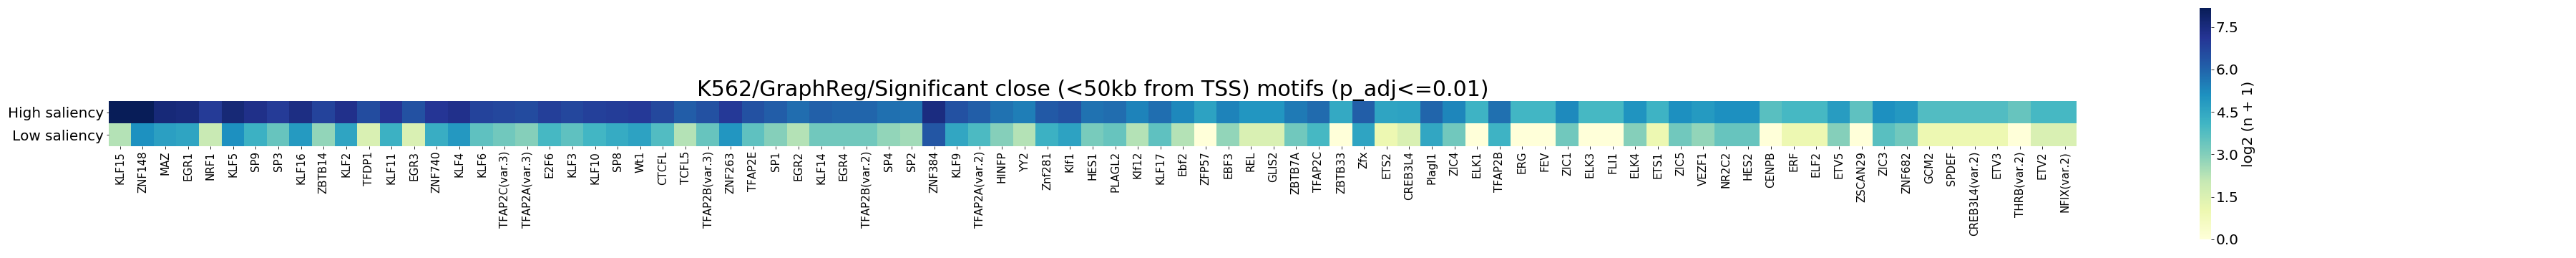 K562/GraphReg/Significant close (<50kb from TSS) motifs (p_adj<=0.01)
High saliency
Low saliency
KLF15
ZNF148
MAZ
EGR1
NRF1
KLF5
SP9
SP3
KLF16
ZBTB14
KLF2
TFDP1
KLF11
EGR3
ZNF740
KLF4
KLF6
TFAP2C(var.3)
TFAP2A(var.3)
E2F6
KLF3
KLF10
SP8
Wt1
CTCFL
TCFL5
TFAP2B(var.3)
ZNF263
TFAP2E
SP1
EGR2
KLF14
EGR4
TFAP2B(var.2)
SP4
SP2
ZNF384
KLF9
TFAP2A(var.2)
HINFP
YY2
Znf281
Klf1
HES1
PLAGL2
Klf12
KLF17
Ebf2
ZFP57
EBF3
REL
GLIS2
ZBTB7A
TFAP2C
ZBTB33
Zfx
ETS2
CREB3L4
Plagl1
ZIC4
ELK1
TFAP2B
ERG
FEV
ZIC1
ELK3
FLI1
ELK4
ETS1
ZIC5
VEZF1
NR2C2
HES2
CENPB
ERF
ELF2
ETV5
ZSCAN29
ZIC3
ZNF682
GCM2
SPDEF
CREB3L4(var.2)
ETV3
THRB(var.2)
ETV2
NFIX(var.2)
7.5
6.0
4.5
3.0
1.5
0.0
log2 (n + 1)